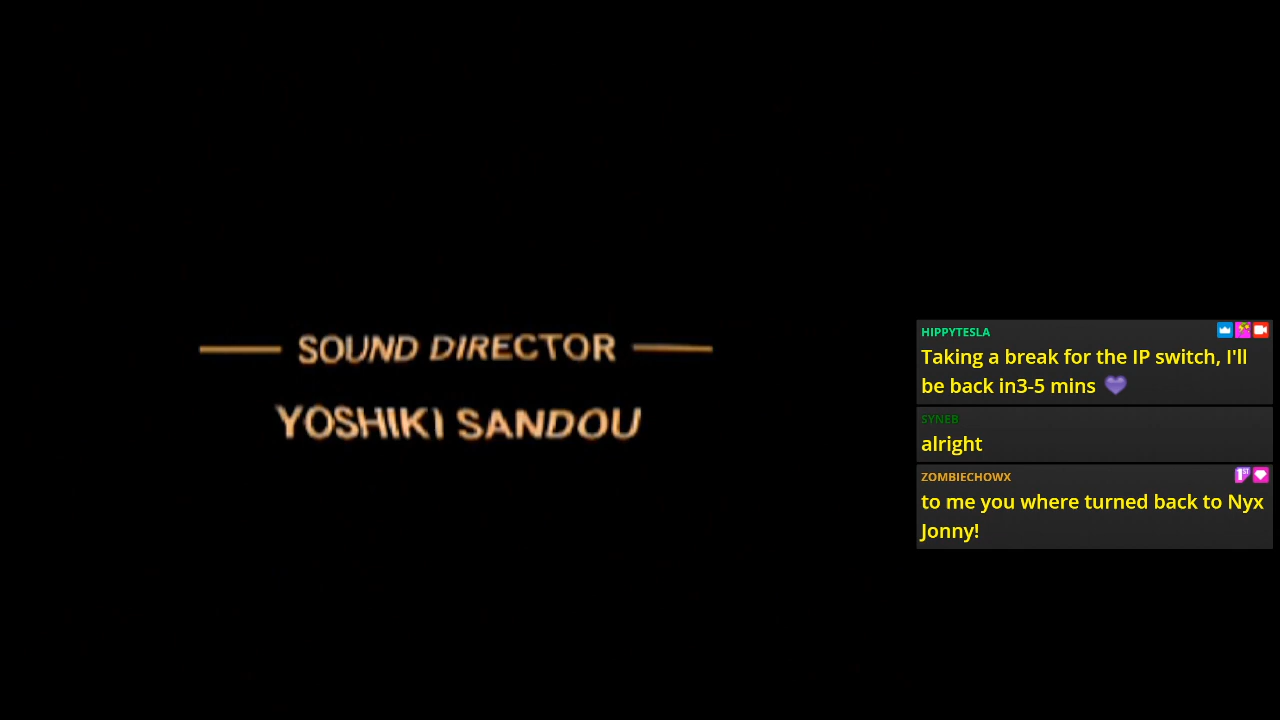 SOUND DIRECTOR
YOSHIKI SANDOU
HIPPYTESLA
Taking a break for the IP switch, I'll
be back in3-5 mins 💜
SYNEB
alright
ZOMBIECHOWX
1ST
to me you where turned back to Nyx
Jonny!